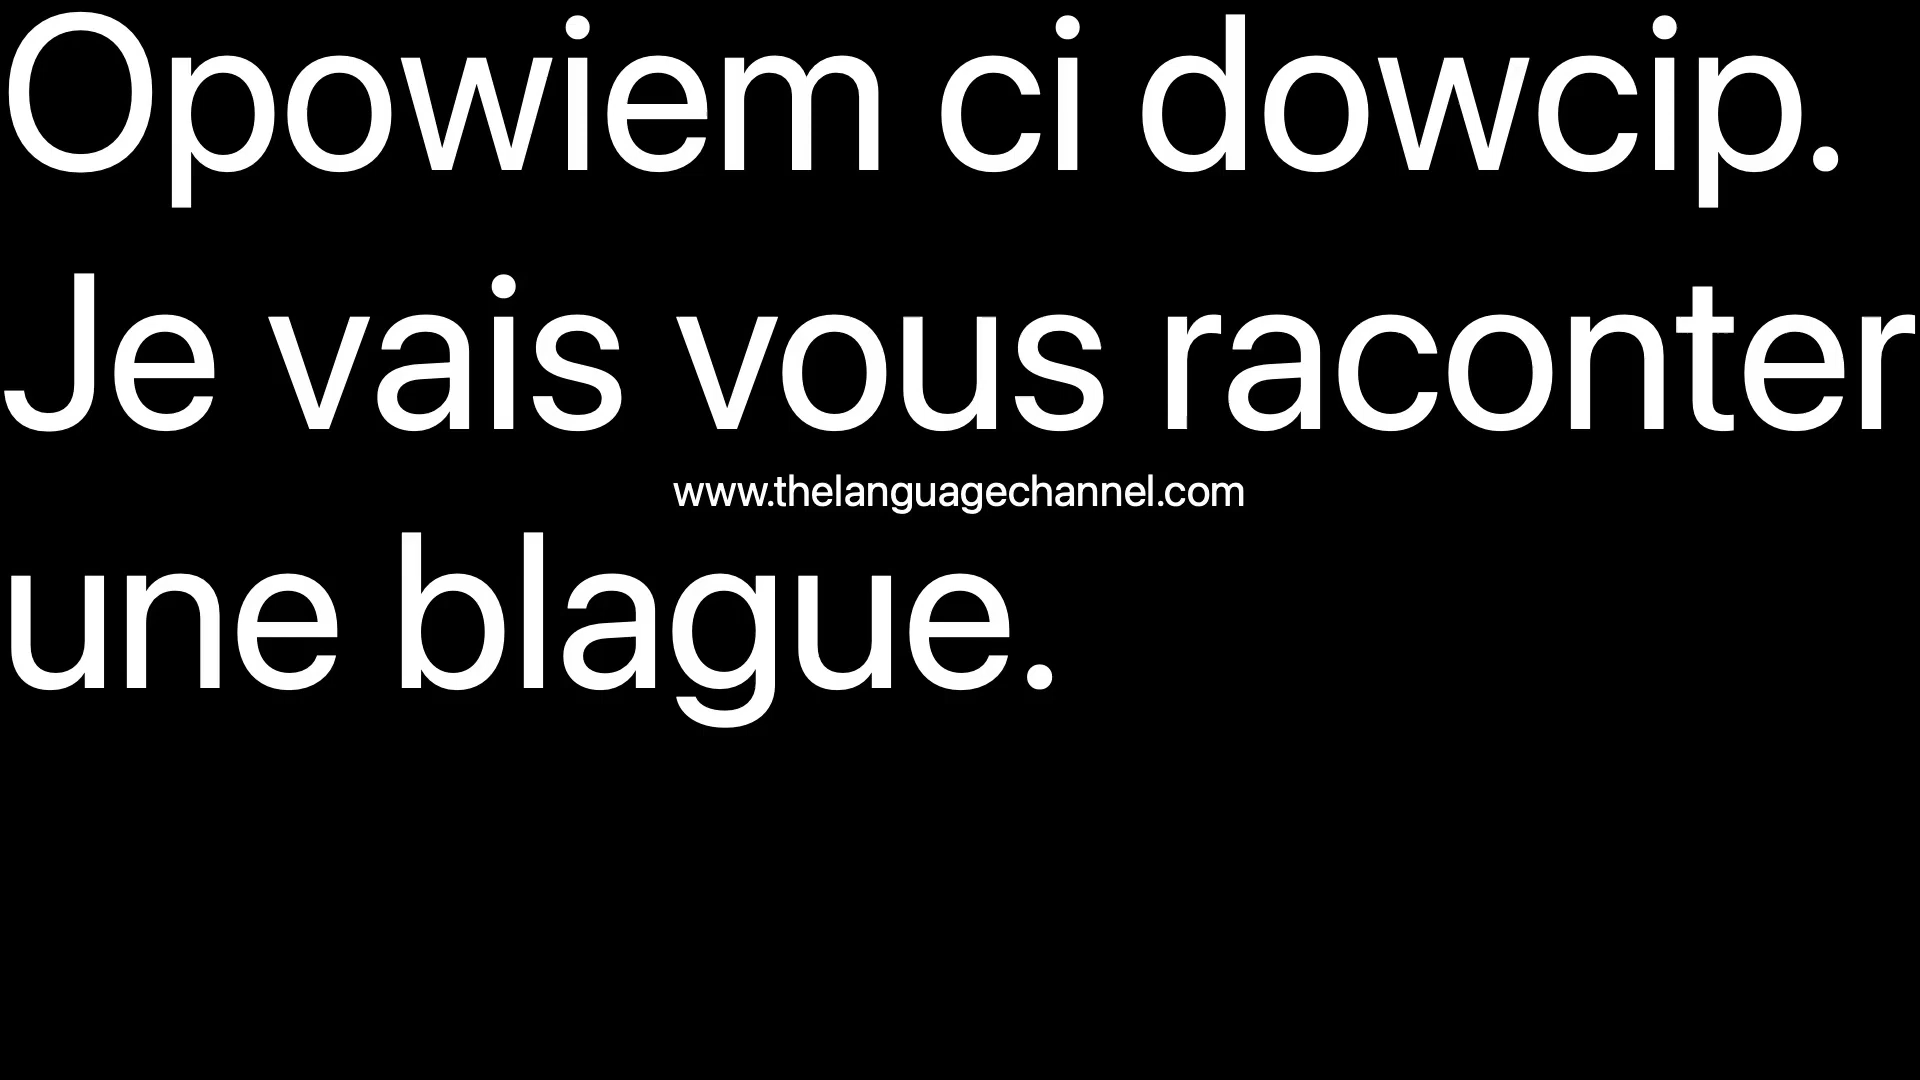 Opowiem ci dowcip.
Je vais vous raconter
www.thelanguagechannel.com
une blague.